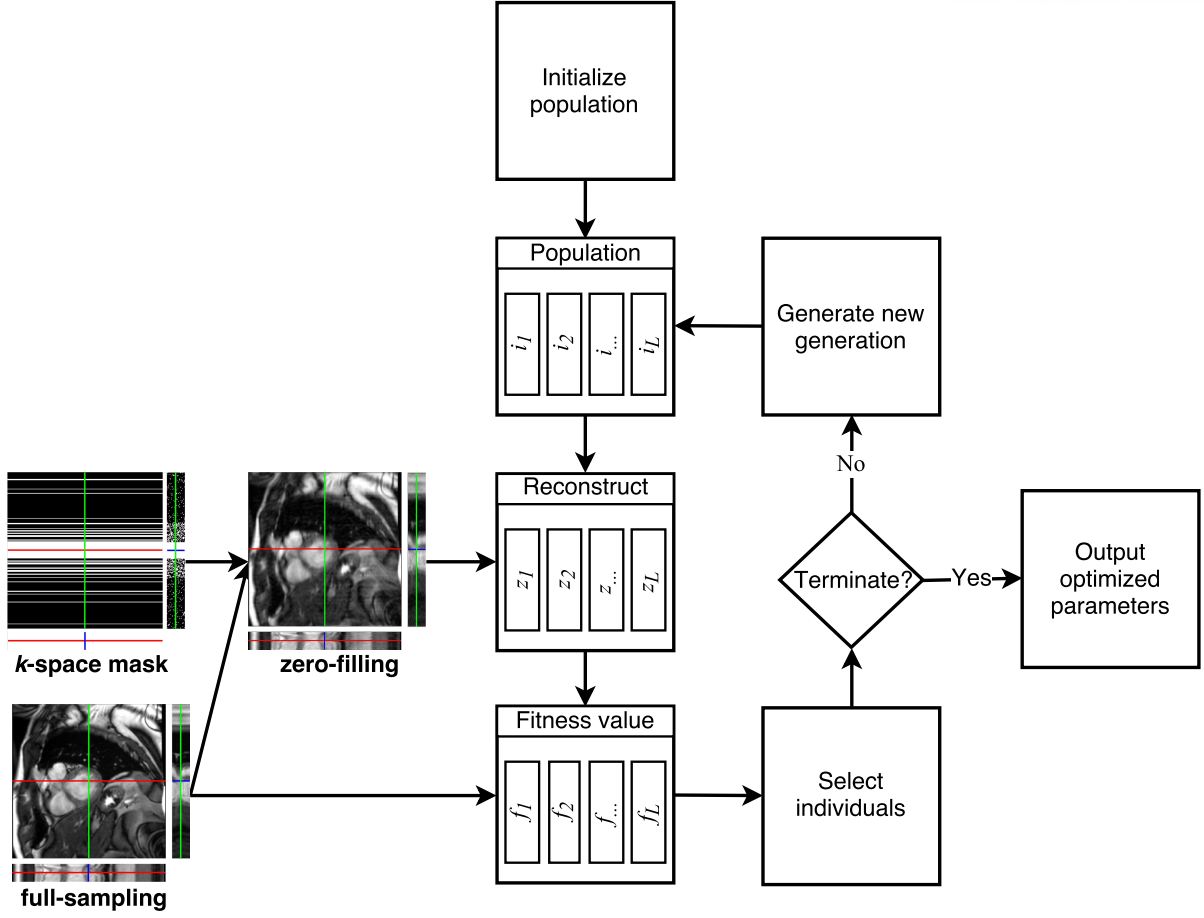 Initialize
population
Population
i1 i2 i... iL
Generate new
generation
No
Reconstruct
z1 z2 z... zL
k-space mask
zero-filling
Terminate?
Yes
Output
optimized
parameters
Fitness value
f1 f2 f... fL
Select
individuals
full-sampling